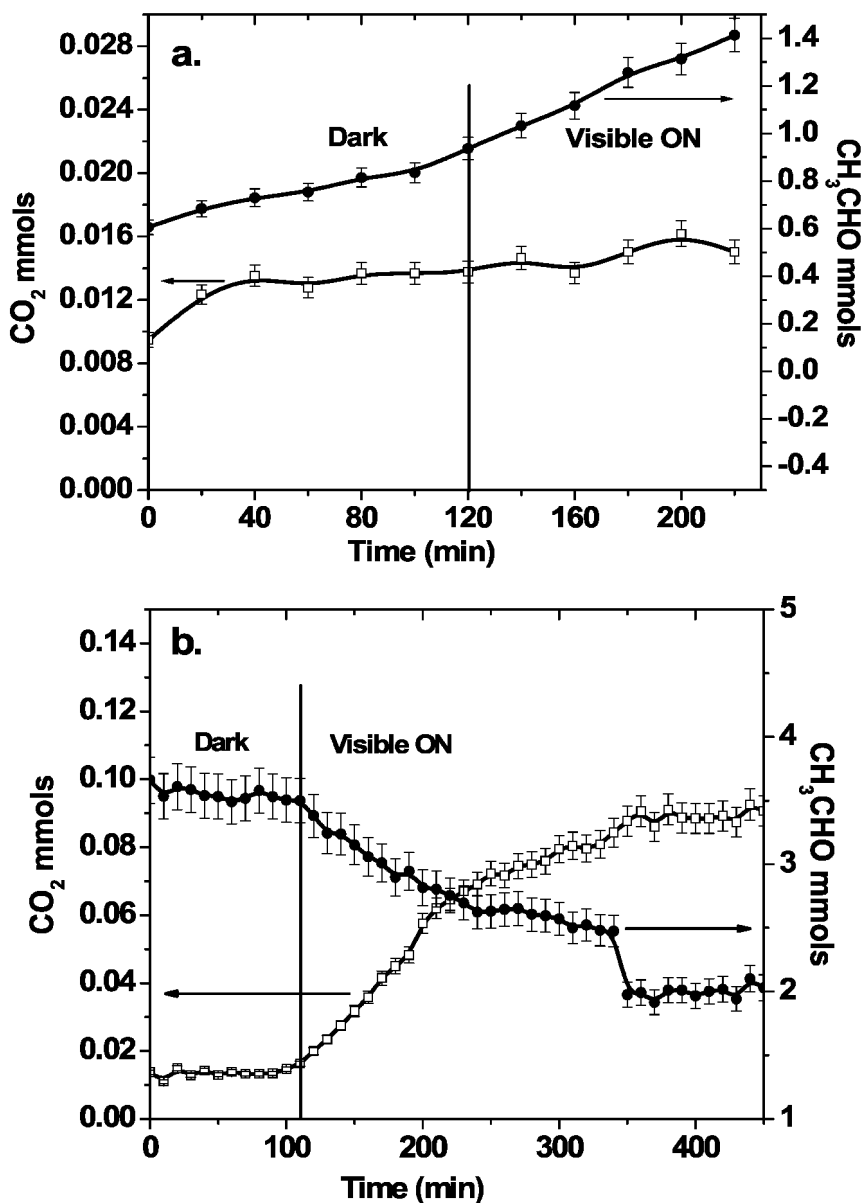 a.
0.028
0.024
0.020
0.016
0.012
0.008
0.004
0.000
CO2 mmols
Dark
Visible ON
1.4
1.2
1.0
0.8
0.6
0.4
0.2
0.0
-0.2
-0.4
CH3CHO mmols
0 40 80 120 160 200
Time (min)
b.
0.14
0.12
0.10
0.08
0.06
0.04
0.02
0.00
CO2 mmols
Dark
Visible ON
5
4
3
2
1
CH3CHO mmols
0 100 200 300 400
Time (min)